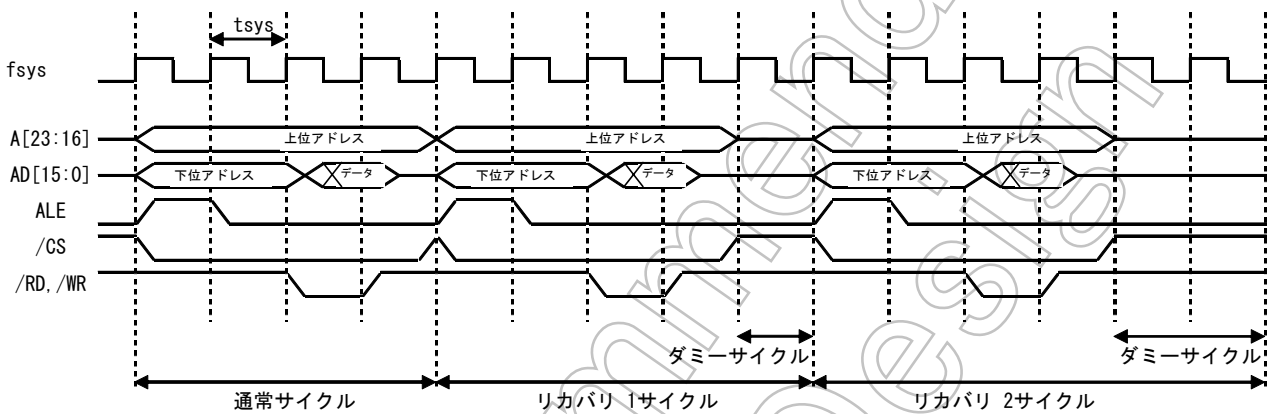 tsys
fsys
A[23:16] 上位アドレス 上位アドレス 上位アドレス
AD[15:0] 下位アドレス データ 下位アドレス データ 下位アドレス データ
ALE
/CS
/RD,/WR
ダミーサイクル ダミーサイクル
通常サイクル リカバリ 1サイクル リカバリ 2サイクル